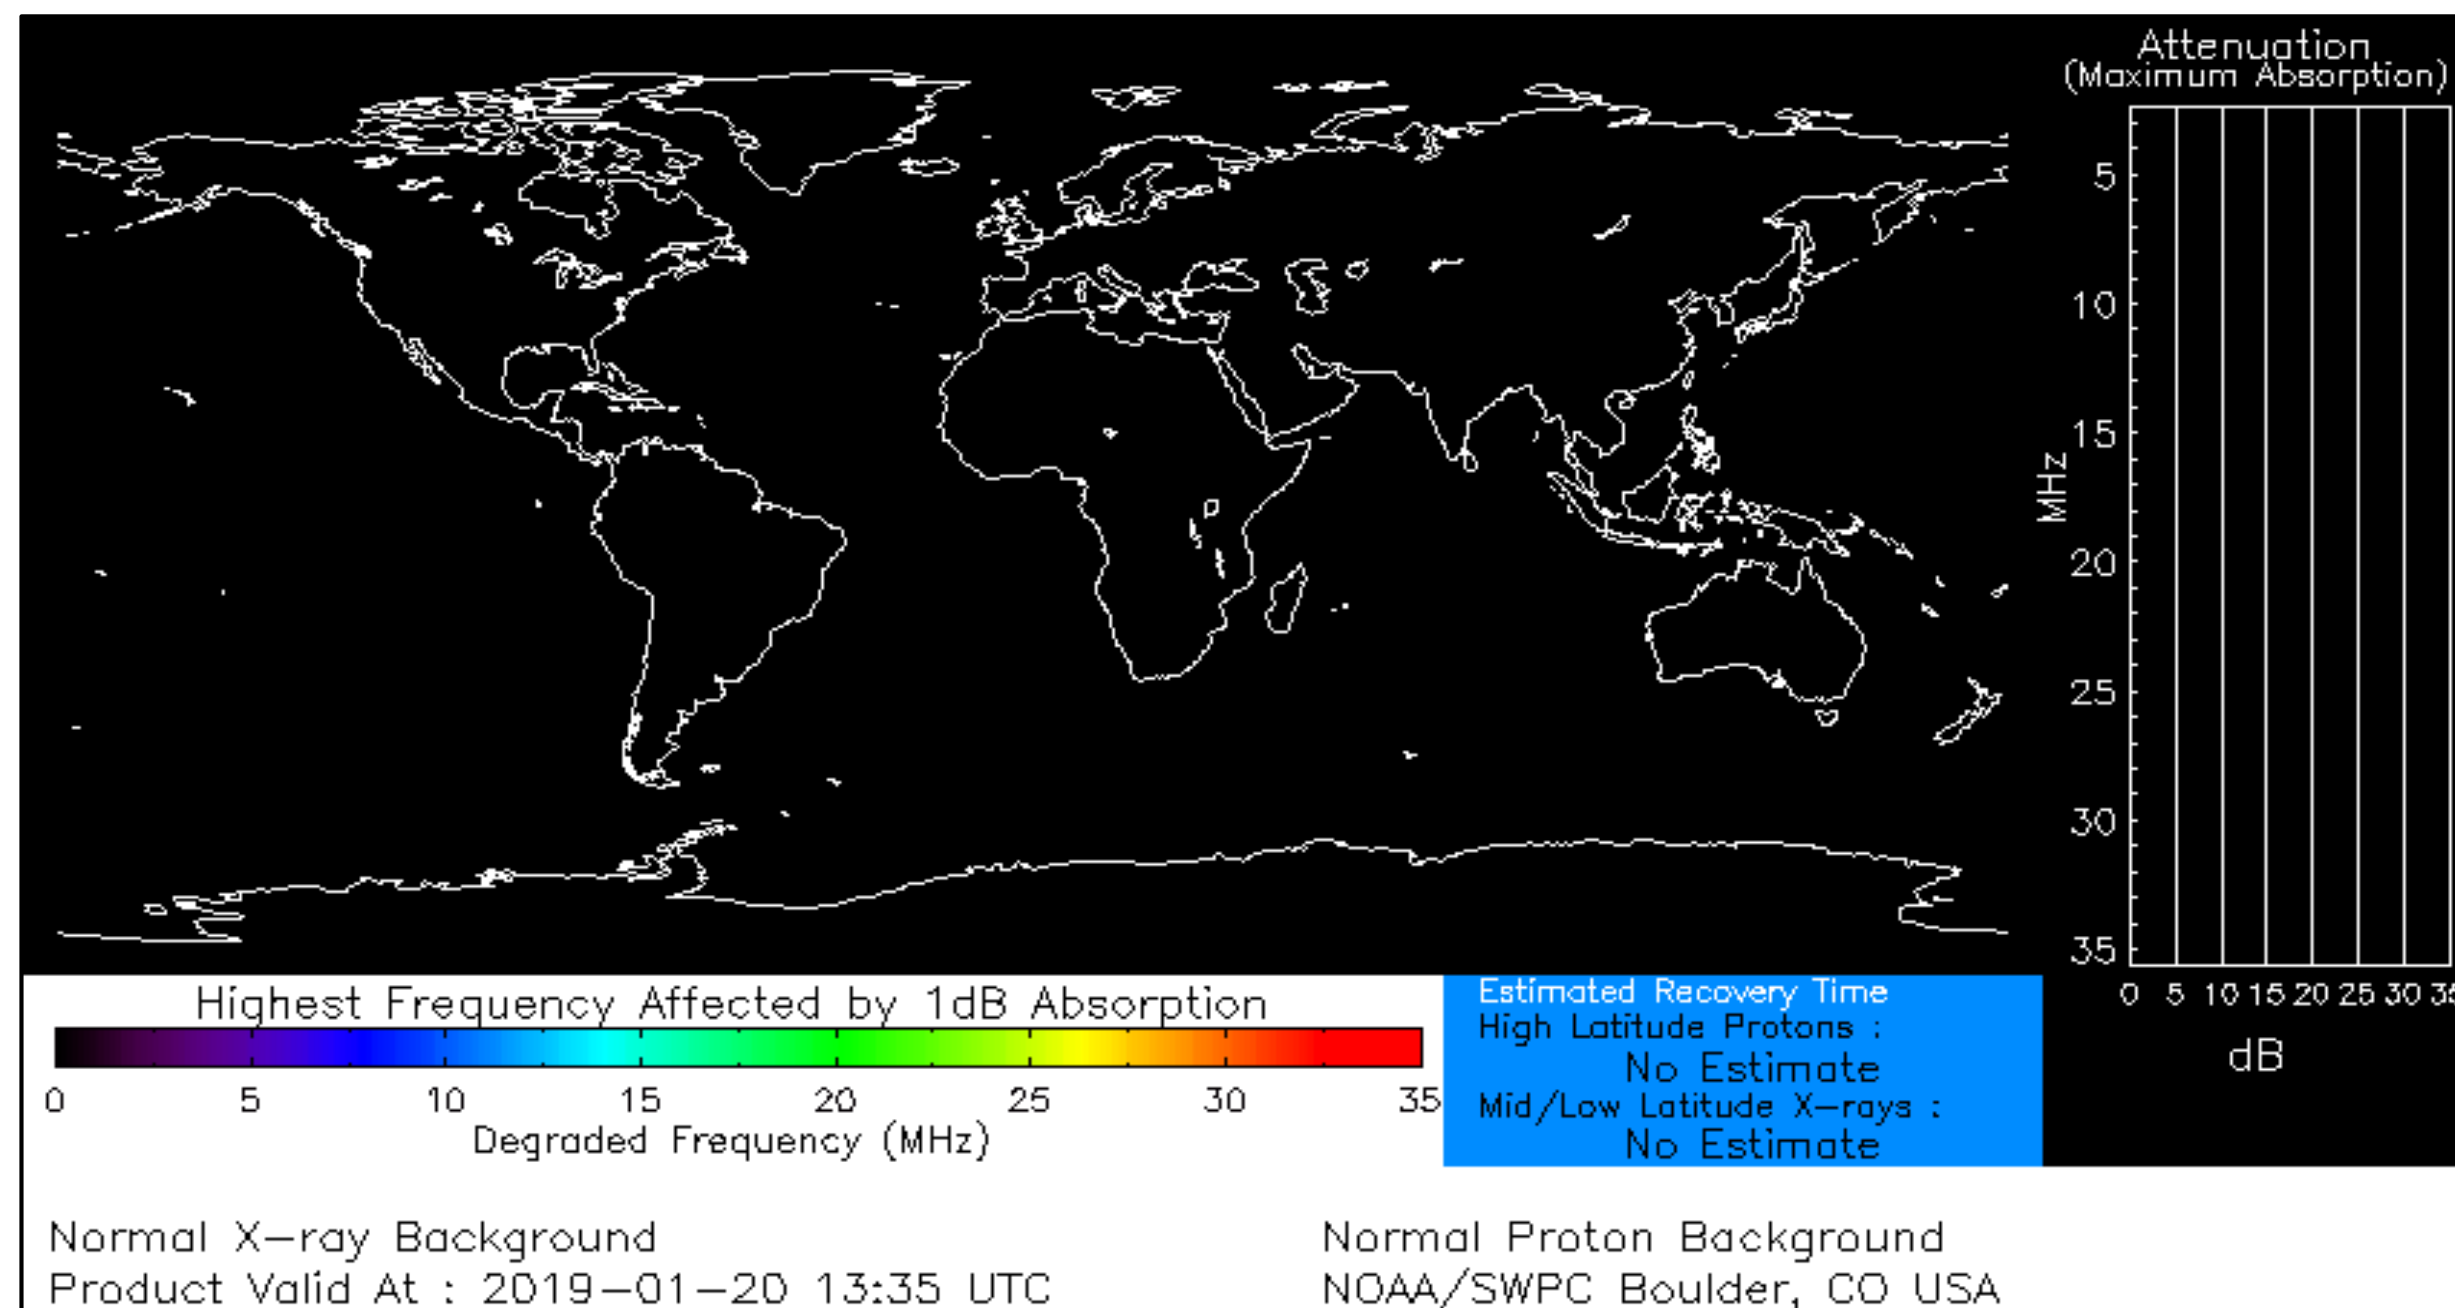 Attenuation
(Maximum Absorption)
5
10
15
20
25
30
35
MHz
0 5 10 15 20 25 30
dB
Highest Frequency Affected by 1dB Absorption
0 5 10 15 20 25 30 35
Degraded Frequency (MHz)
Estimated Recovery Time
High Latitude Protons :
No Estimate
Mid/Low Latitude X-rays :
No Estimate
Normal X-ray Background
Normal Proton Background
Product Valid At : 2019-01-20 13:35 UTC
NOAA/SWPC Boulder, CO USA